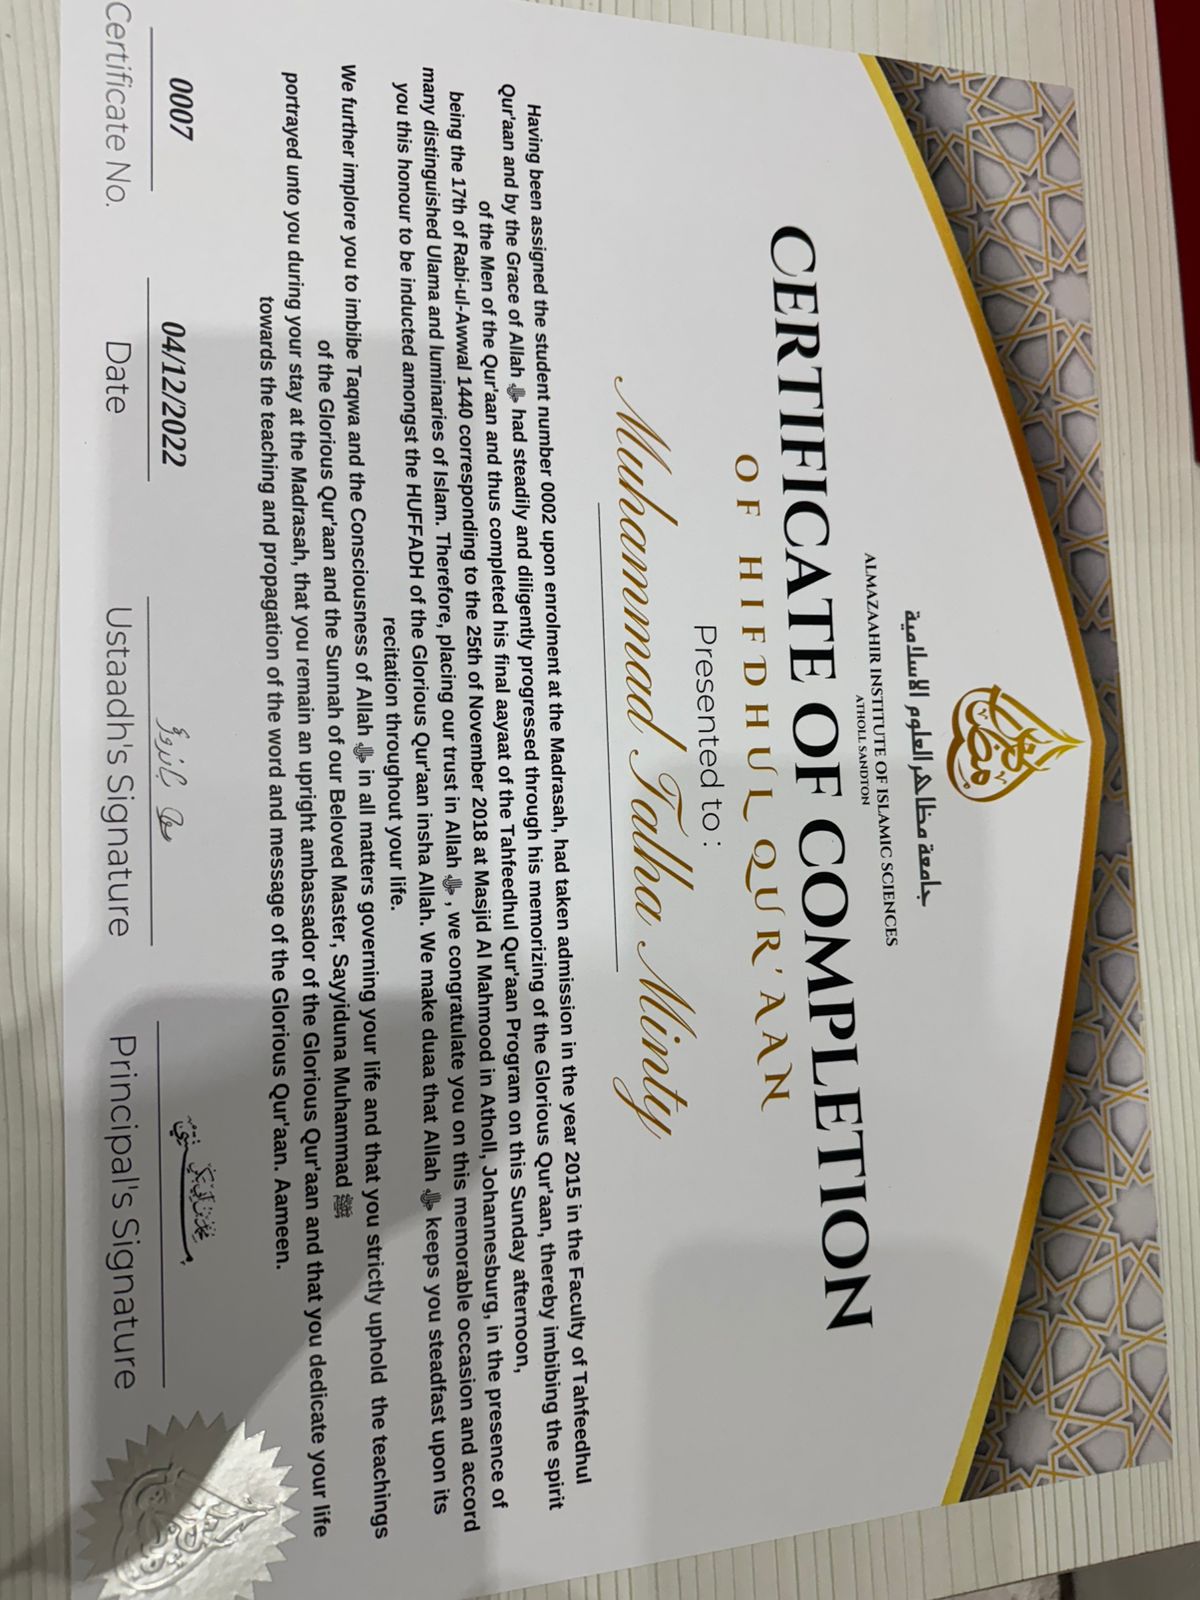 جامعة مظاهر العلوم الاسلامية
ALMAZAAHIR INSTITUTE OF ISLAMIC SCIENCES
ATHOLL SANDTON
CERTIFICATE OF COMPLETION
OF HIFDHUL QUR'AAN
Presented to :
Muhammad Talha Minty
Having been assigned the student number 0002 upon enrolment at the Madrasah, had taken admission in the year 2015 in the Faculty of Tahfeedhul
Qur'aan and by the Grace of Allah ﷻ had steadily and diligently progressed through his memorizing of the Glorious Qur'aan, thereby imbibing the spirit
of the Men of the Qur'aan and thus completed his final aayaat of the Tahfeedhul Qur'aan Program on this Sunday afternoon,
being the 17th of Rabi-ul-Awwal 1440 corresponding to the 25th of November 2018 at Masjid Al Mahmood in Atholl, Johannesburg, in the presence of
many distinguished Ulama and luminaries of Islam. Therefore, placing our trust in Allah ﷻ , we congratulate you on this memorable occasion and accord
you this honour to be inducted amongst the HUFFADH of the Glorious Qur'aan insha Allah. We make duaa that Allah ﷻ keeps you steadfast upon its
recitation throughout your life.
We further implore you to imbibe Taqwa and the Consciousness of Allah ﷻ in all matters governing your life and that you strictly uphold the teachings
of the Glorious Qur'aan and the Sunnah of our Beloved Master, Sayyiduna Muhammad ﷺ
portrayed unto you during your stay at the Madrasah, that you remain an upright ambassador of the Glorious Qur'aan and that you dedicate your life
towards the teaching and propagation of the word and message of the Glorious Qur'aan. Aameen.
0007
04/12/2022
Certificate No.
Date
Ustaadh's Signature
Principal's Signature